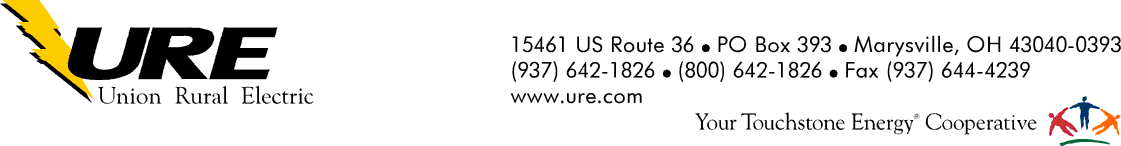 URE
Union Rural Electric
15461 US Route 36 • PO Box 393 • Marysville, OH 43040-0393
(937) 642-1826 • (800) 642-1826 • Fax (937) 644-4239
www.ure.com
Your Touchstone Energy® Cooperative